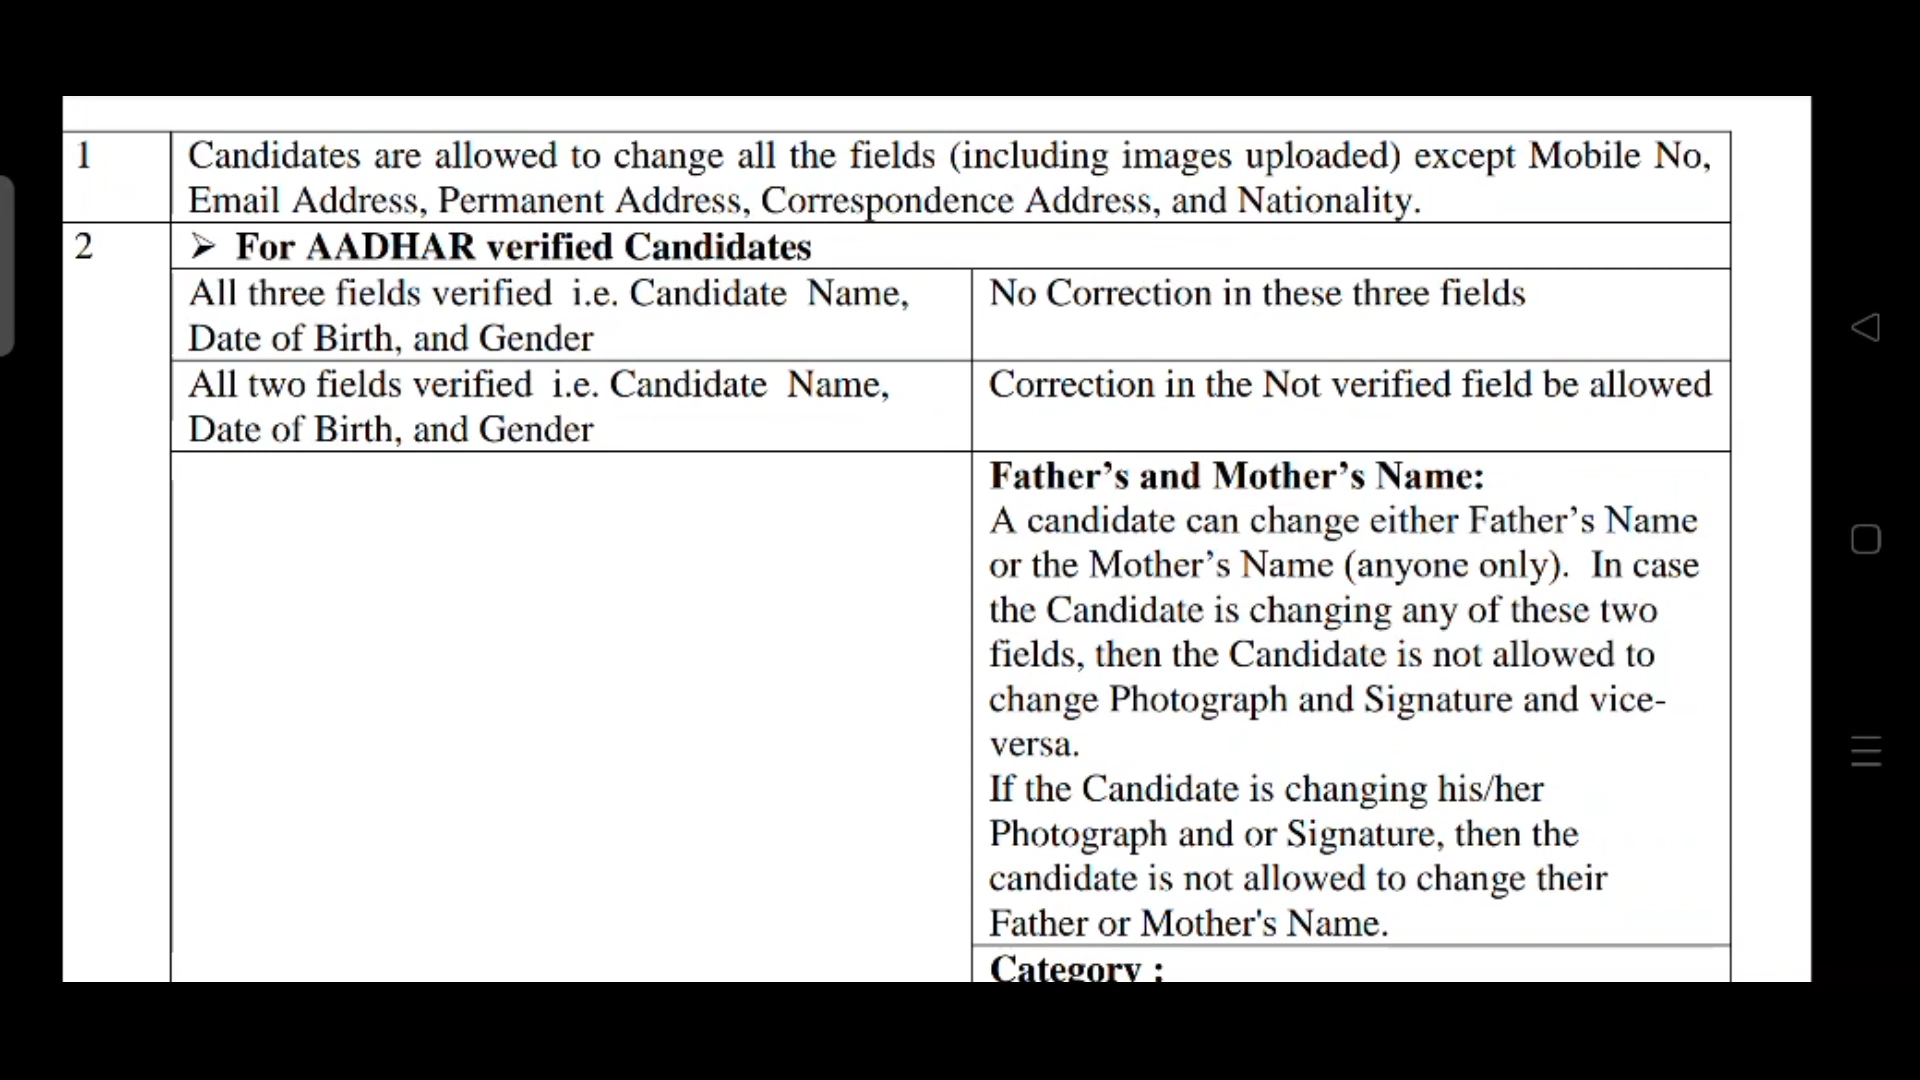 1
Candidates are allowed to change all the fields (including images uploaded) except Mobile No,
Email Address, Permanent Address, Correspondence Address, and Nationality.
2
➢ For AADHAR verified Candidates
All three fields verified i.e. Candidate Name,
Date of Birth, and Gender
No Correction in these three fields
All two fields verified i.e. Candidate Name,
Date of Birth, and Gender
Correction in the Not verified field be allowed
Father’s and Mother’s Name:
A candidate can change either Father’s Name
or the Mother’s Name (anyone only). In case
the Candidate is changing any of these two
fields, then the Candidate is not allowed to
change Photograph and Signature and vice-
versa.
If the Candidate is changing his/her
Photograph and or Signature, then the
candidate is not allowed to change their
Father or Mother's Name.
Category :